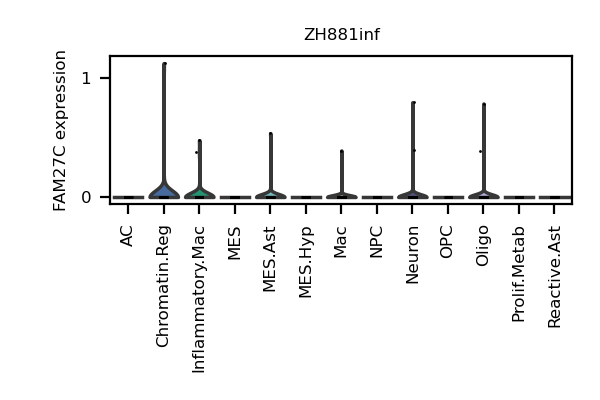 ZH881inf
FAM27C expression
1
0
AC
Chromatin.Reg
Inflammatory.Mac
MES
MES.Ast
MES.Hyp
Mac
NPC
Neuron
OPC
Oligo
Prolif.Metab
Reactive.Ast